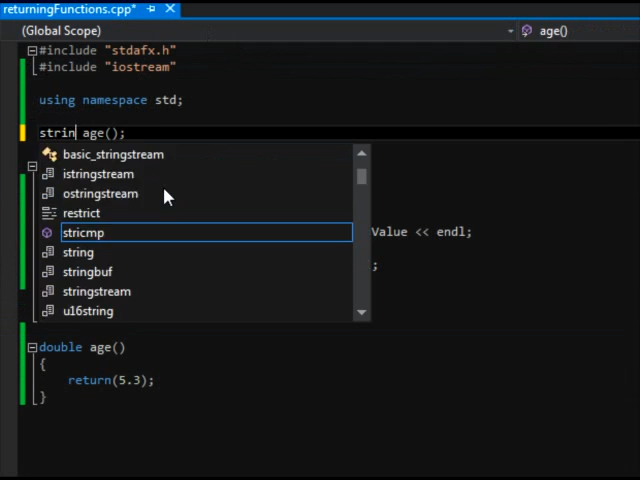 returningFunctions.cpp*
(Global Scope) age()
#include "stdafx.h"
#include "iostream"
using namespace std;
strin age();
basic_stringstream
istringstream
ostringstream
restrict
stricmp
Value << endl;
string
;
stringbuf
stringstream
u16string
double age()
{
return(5.3);
}